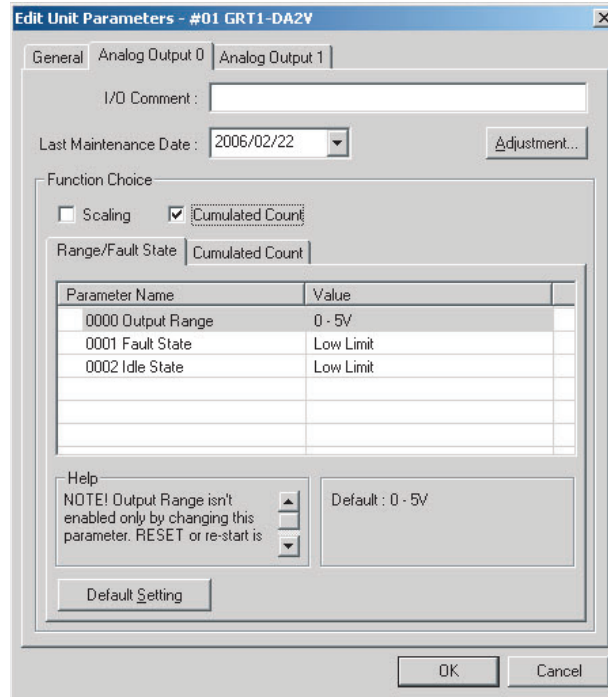 Edit Unit Parameters - #01 GRT1-DA2V
General Analog Output 0 Analog Output 1
I/O Comment :
Last Maintenance Date : 2006/02/22 Adjustment...
Function Choice
Scaling Cumulated Count
Range/Fault State Cumulated Count
Parameter Name Value
0000 Output Range 0 - 5V
0001 Fault State Low Limit
0002 Idle State Low Limit
Help
NOTE! Output Range isn't
enabled only by changing this
parameter. RESET or re-start is
Default : 0 - 5V
Default Setting
OK Cancel